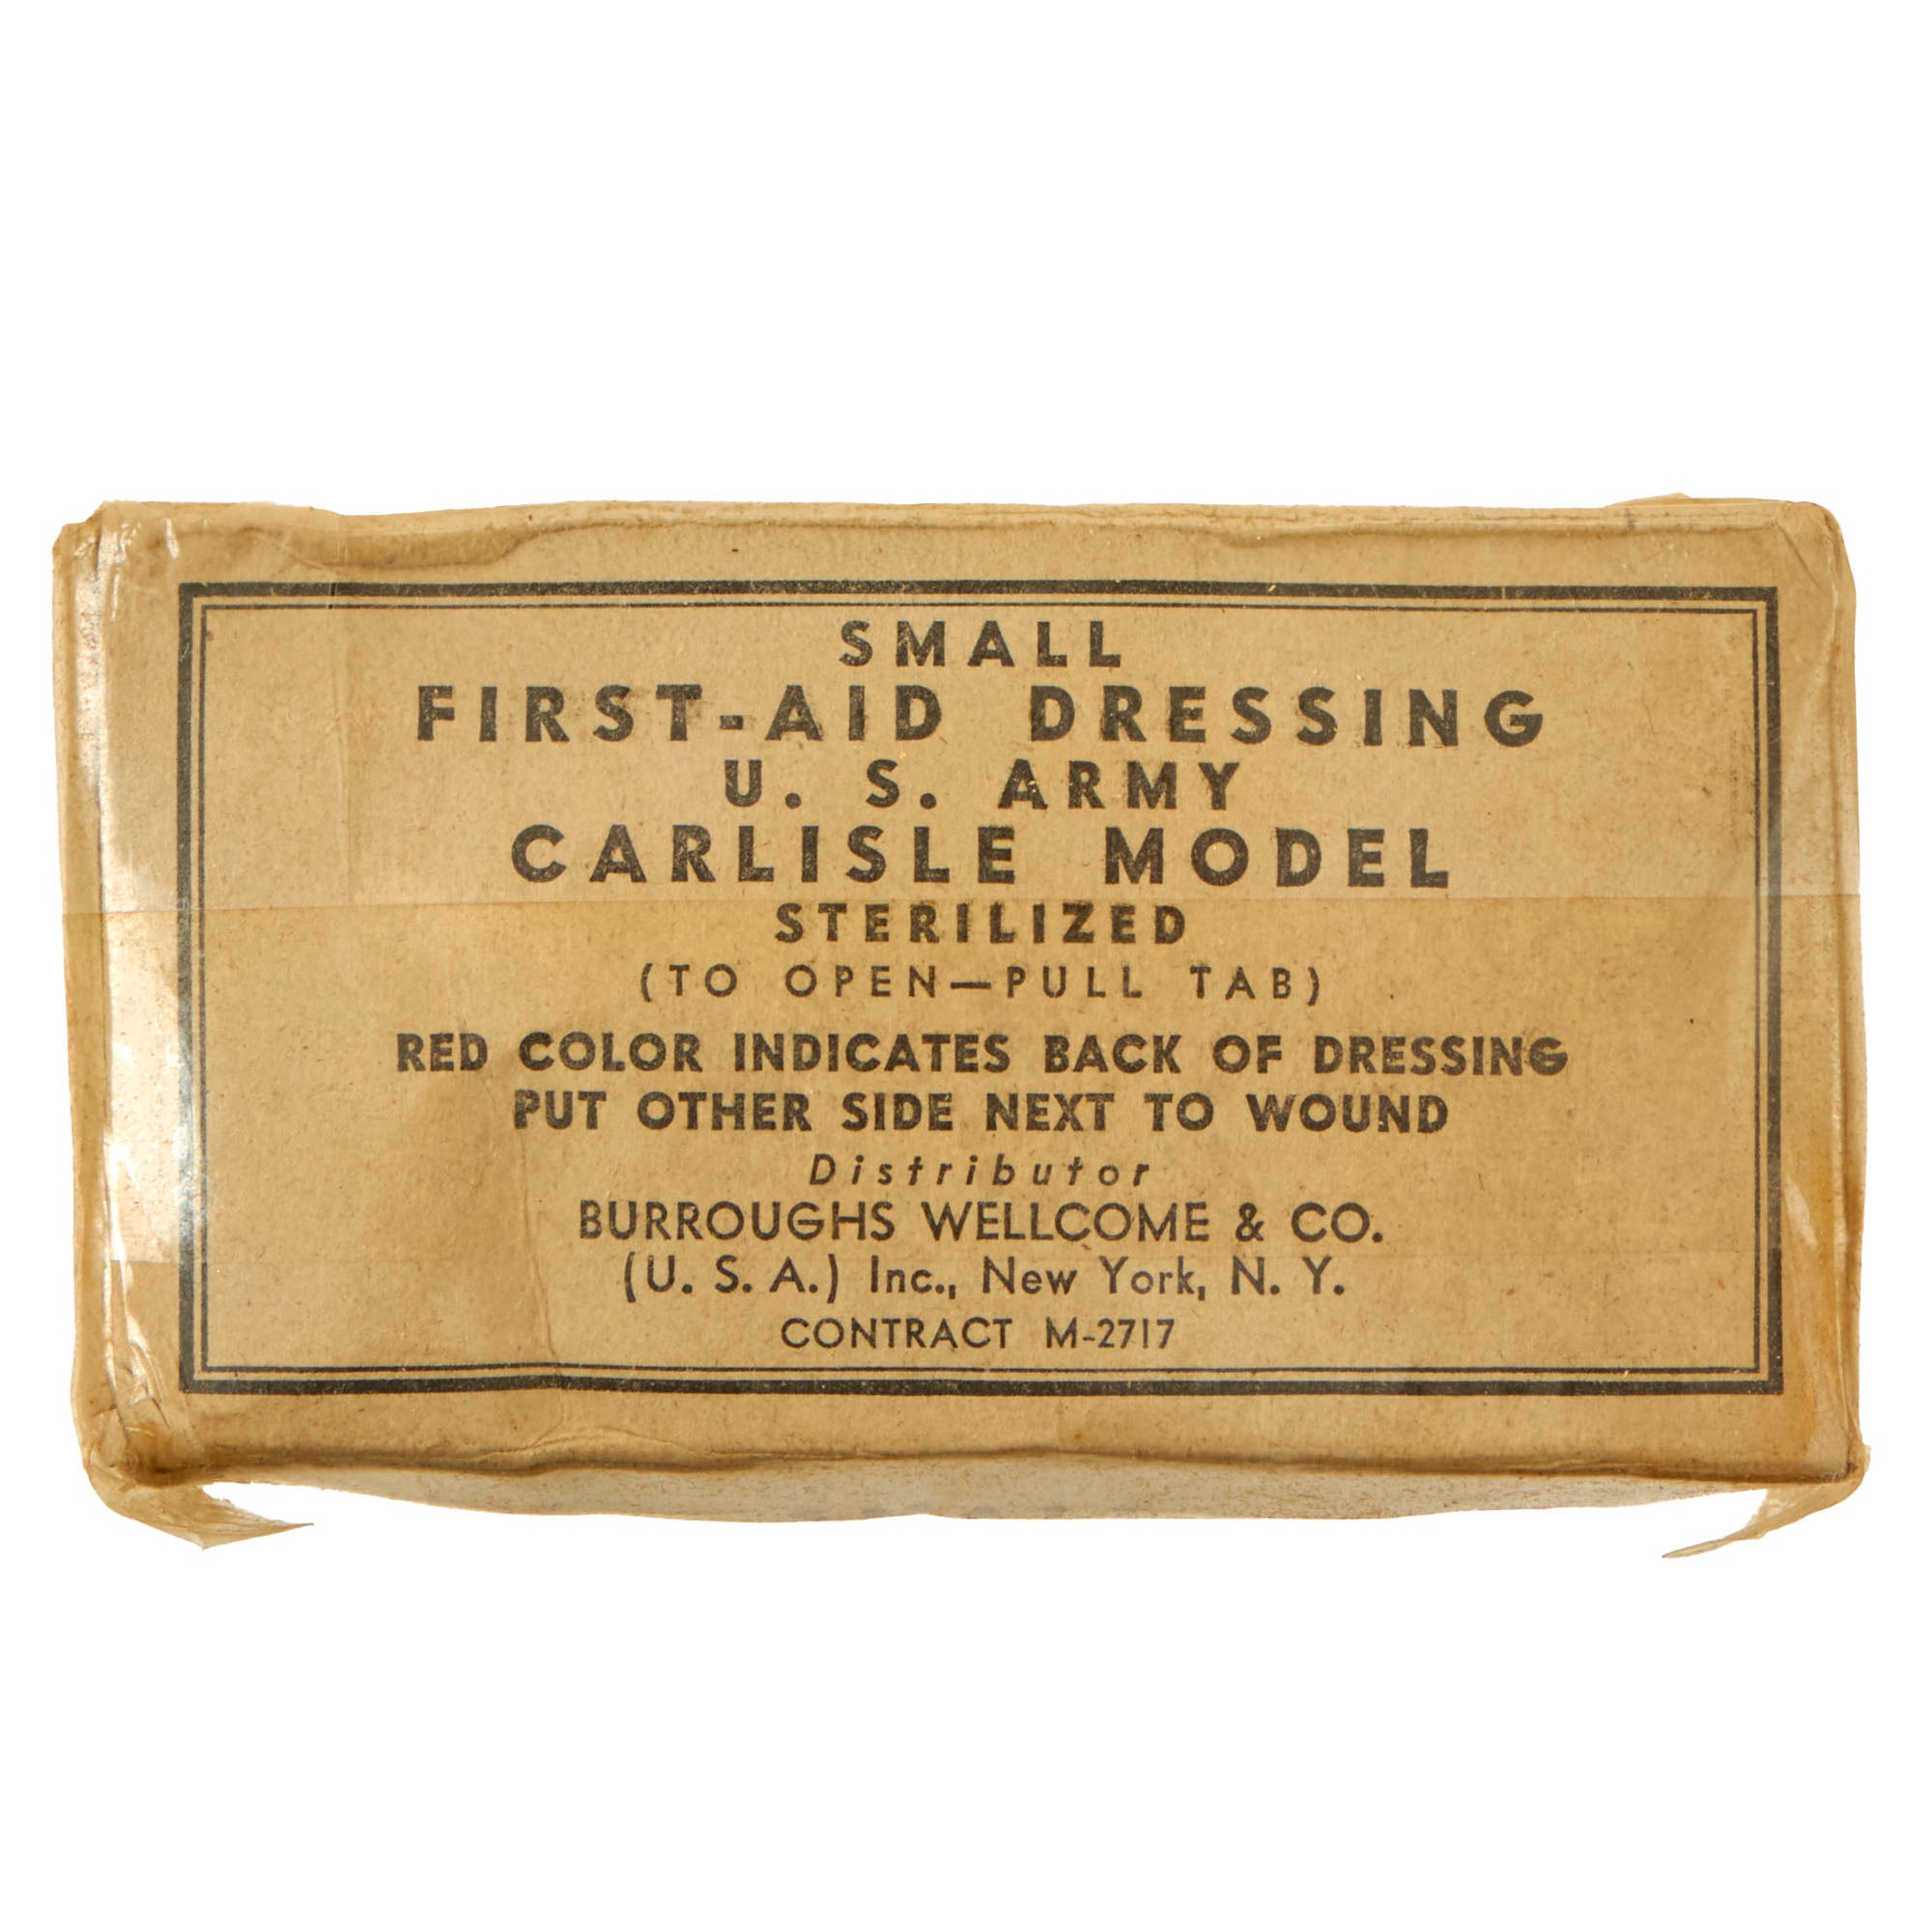 SMALL
FIRST-AID DRESSING
U. S. ARMY
CARLISLE MODEL
STERILIZED
(TO OPEN—PULL TAB)
RED COLOR INDICATES BACK OF DRESSING
PUT OTHER SIDE NEXT TO WOUND
Distributor
BURROUGHS WELLCOME & CO.
(U. S. A.) Inc., New York, N. Y.
CONTRACT M-2717